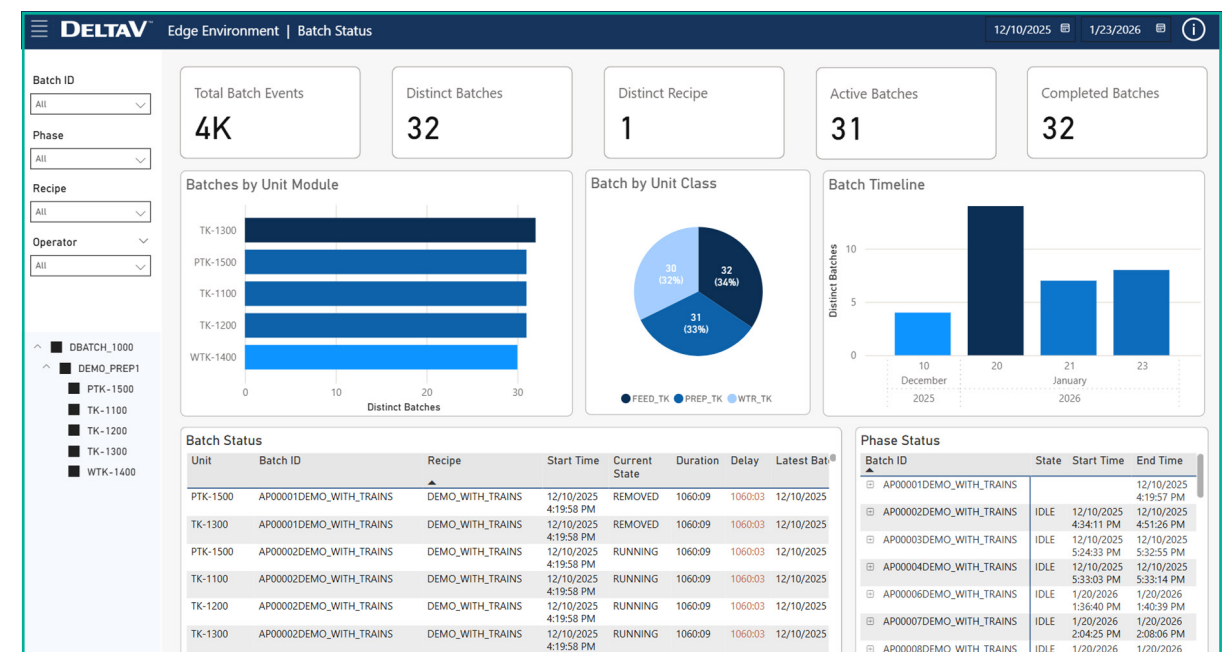 DELTAV™ Edge Environment | Batch Status 12/10/2025 1/23/2026 i
Batch ID
All
Phase
All
Recipe
All
Operator
All
DBATCH_1000
DEMO_PREP1
PTK-1500
TK-1100
TK-1200
TK-1300
WTK-1400
Total Batch Events
4K
Distinct Batches
32
Distinct Recipe
1
Active Batches
31
Completed Batches
32
Batches by Unit Module
TK-1300
PTK-1500
TK-1100
TK-1200
WTK-1400
0 10 20 30
Distinct Batches
Batch by Unit Class
30
(32%)
32
(34%)
31
(33%)
FEED_TK PREP_TK WTR_TK
Batch Timeline
Distinct Batches
10
5
0
10 20 21 23
December January
2025 2026
Batch Status
Unit Batch ID Recipe Start Time Current State Duration Delay Latest Bat
PTK-1500 AP00001DEMO_WITH_TRAINS DEMO_WITH_TRAINS 12/10/2025 REMOVED 1060:09 1060:03 12/10/2025
4:19:58 PM
TK-1300 AP00001DEMO_WITH_TRAINS DEMO_WITH_TRAINS 12/10/2025 REMOVED 1060:09 1060:03 12/10/2025
4:19:58 PM
PTK-1500 AP00002DEMO_WITH_TRAINS DEMO_WITH_TRAINS 12/10/2025 RUNNING 1060:09 1060:03 12/10/2025
4:19:58 PM
TK-1100 AP00002DEMO_WITH_TRAINS DEMO_WITH_TRAINS 12/10/2025 RUNNING 1060:09 1060:03 12/10/2025
4:19:58 PM
TK-1200 AP00002DEMO_WITH_TRAINS DEMO_WITH_TRAINS 12/10/2025 RUNNING 1060:09 1060:03 12/10/2025
4:19:58 PM
TK-1300 AP00002DEMO_WITH_TRAINS DEMO_WITH_TRAINS 12/10/2025 RUNNING 1060:09 1060:03 12/10/2025
4:19:58 PM
Phase Status
Batch ID State Start Time End Time
AP00001DEMO_WITH_TRAINS 12/10/2025
4:19:57 PM
AP00002DEMO_WITH_TRAINS IDLE 12/10/2025 12/10/2025
4:34:11 PM 4:51:26 PM
AP00003DEMO_WITH_TRAINS IDLE 12/10/2025 12/10/2025
5:24:33 PM 5:32:55 PM
AP00004DEMO_WITH_TRAINS IDLE 12/10/2025 12/10/2025
5:33:03 PM 5:33:14 PM
AP00006DEMO_WITH_TRAINS IDLE 1/20/2026 1/20/2026
1:36:40 PM 1:40:39 PM
AP00007DEMO_WITH_TRAINS IDLE 1/20/2026 1/20/2026
2:04:25 PM 2:08:06 PM
AP00008DEMO_WITH_TRAINS IDLE 1/20/2026 1/20/2026